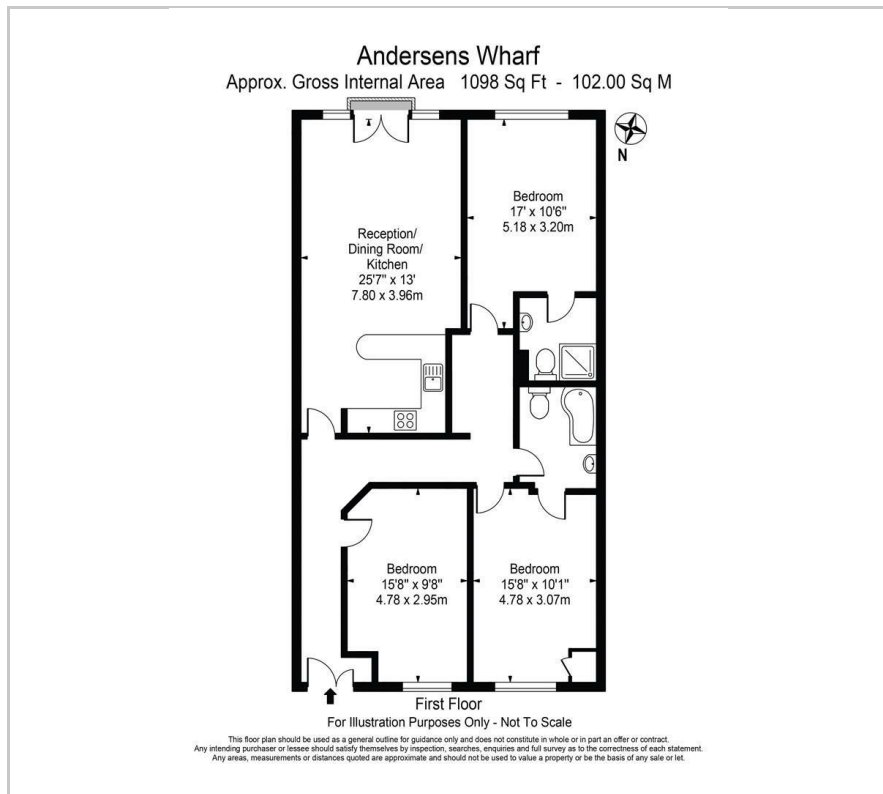 Andersens Wharf
Approx. Gross Internal Area 1098 Sq Ft - 102.00 Sq M
N
Bedroom
17' x 10'6"
5.18 x 3.20m
Reception/
Dining Room/
Kitchen
25'7" x 13'
7.80 x 3.96m
Bedroom
15'8" x 9'8"
4.78 x 2.95m
Bedroom
15'8" x 10'1"
4.78 x 3.07m
First Floor
For Illustration Purposes Only - Not To Scale
This floor plan should be used as a general outline for guidance only and does not constitute in whole or in part an offer or contract.
Any intending purchaser or lessee should satisfy themselves by inspection, searches, enquiries and full survey as to the correctness of each statement.
Any areas, measurements or distances quoted are approximate and should not be used to value a property or be the basis of any sale or let.